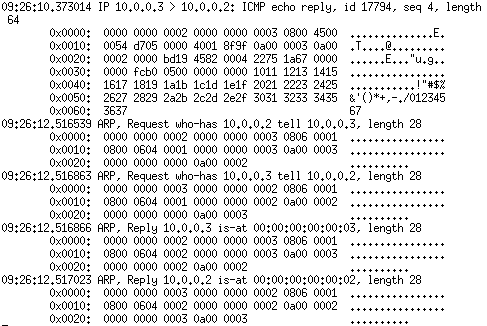 09:26:10.373014 IP 10.0.0.3 > 10.0.0.2: ICMP echo reply, id 17794, seq 4, length
64
0x0000: 0000 0000 0002 0000 0000 0003 0800 4500 ..............E.
0x0010: 0054 d705 0000 4001 8f9f 0a00 0003 0a00 .T....@.........
0x0020: 0002 0000 bd19 4582 0004 2275 1a67 0000 ......E..."u.g..
0x0030: 0000 fcb0 0500 0000 0000 1011 1213 1415 ................
0x0040: 1617 1819 1a1b 1c1d 1e1f 2021 2223 2425 ...........!"#$%
0x0050: 2627 2829 2a2b 2c2d 2e2f 3031 3233 3435 &'()*+,-./012345
0x0060: 3637 67
09:26:12.516539 ARP, Request who-has 10.0.0.2 tell 10.0.0.3, length 28
0x0000: 0000 0000 0002 0000 0000 0003 0806 0001 ................
0x0010: 0800 0604 0001 0000 0000 0003 0a00 0003 ................
0x0020: 0000 0000 0000 0a00 0002 ..........
09:26:12.516863 ARP, Request who-has 10.0.0.3 tell 10.0.0.2, length 28
0x0000: 0000 0000 0003 0000 0000 0002 0806 0001 ................
0x0010: 0800 0604 0001 0000 0000 0002 0a00 0002 ................
0x0020: 0000 0000 0000 0a00 0003 ..........
09:26:12.516866 ARP, Reply 10.0.0.3 is-at 00:00:00:00:00:03, length 28
0x0000: 0000 0000 0002 0000 0000 0003 0806 0001 ................
0x0010: 0800 0604 0002 0000 0000 0003 0a00 0003 ................
0x0020: 0000 0000 0002 0a00 0002 ..........
09:26:12.517023 ARP, Reply 10.0.0.2 is-at 00:00:00:00:00:02, length 28
0x0000: 0000 0000 0003 0000 0000 0002 0806 0001 ................
0x0010: 0800 0604 0002 0000 0000 0002 0a00 0002 ................
0x0020: 0000 0000 0003 0a00 0003 ..........